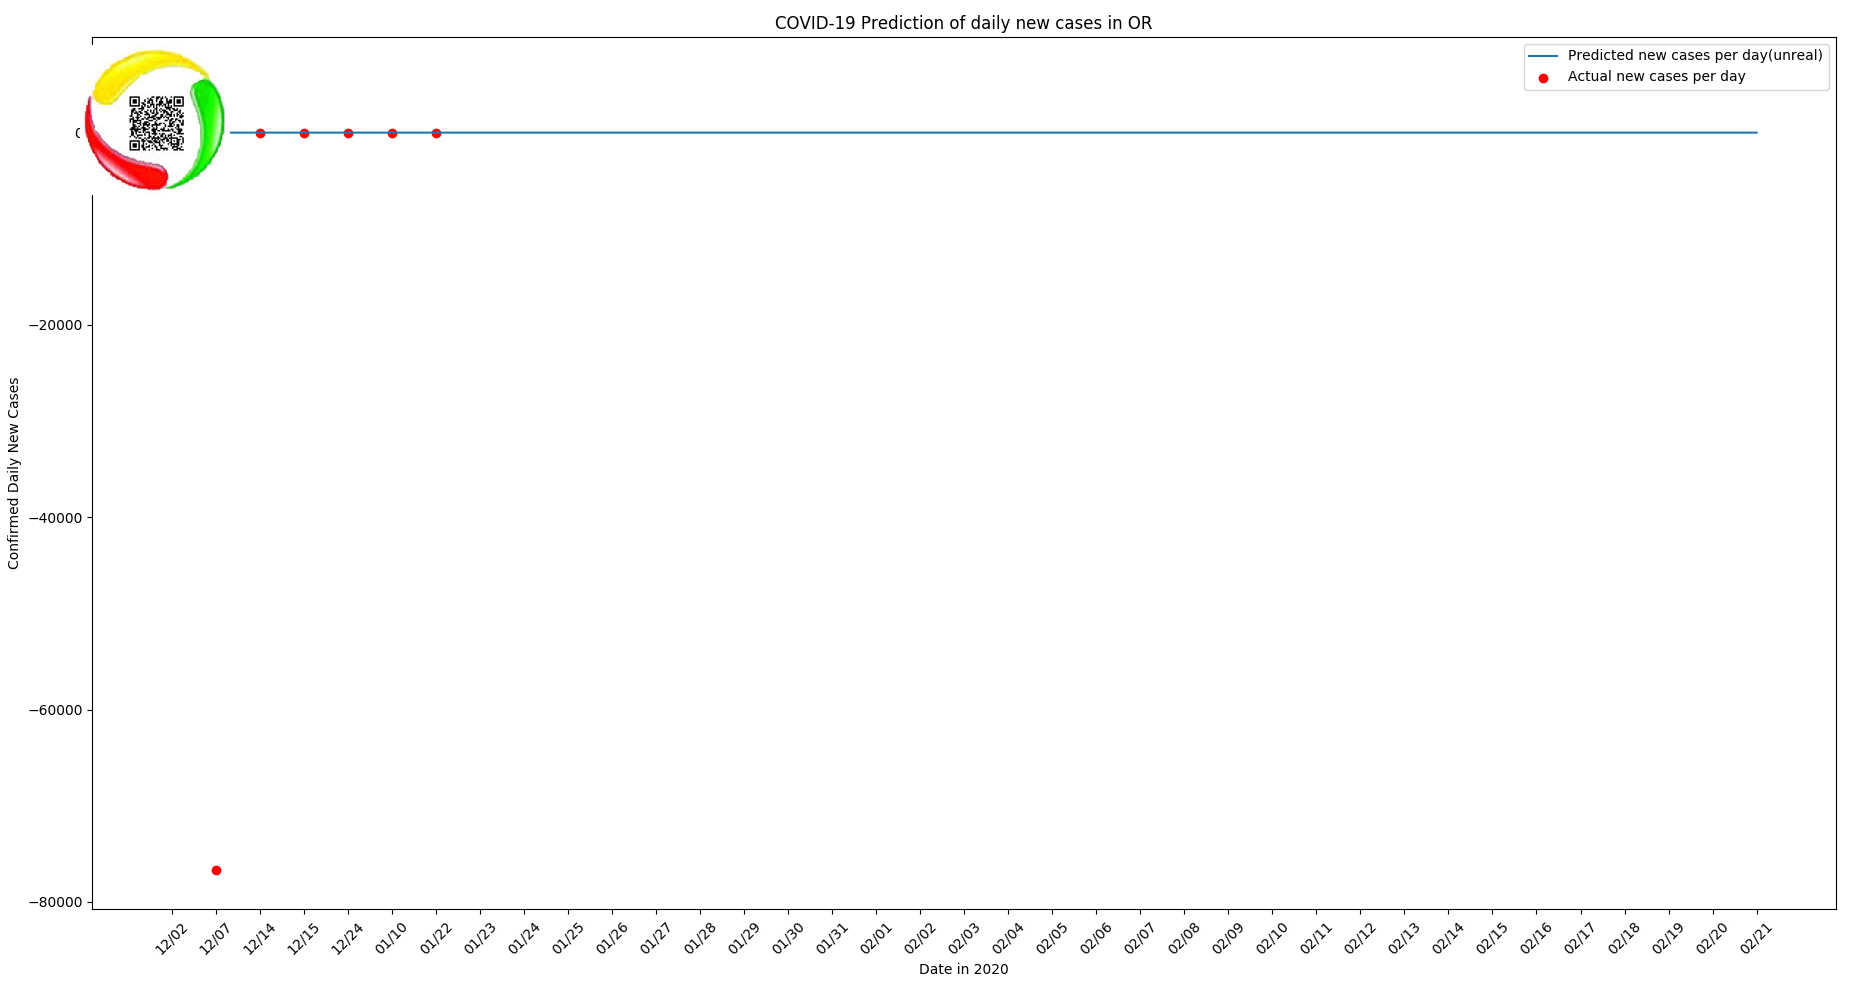 COVID-19 Prediction of daily new cases in OR
Predicted new cases per day(unreal)
Actual new cases per day
0
−20000
−40000
−60000
−80000
Confirmed Daily New Cases
12/02 12/07 12/14 12/15 12/24 01/10 01/22 01/23 01/24 01/25 01/26 01/27 01/28 01/29 01/30 01/31 02/01 02/02 02/03 02/04 02/05 02/06 02/07 02/08 02/09 02/10 02/11 02/12 02/13 02/14 02/15 02/16 02/17 02/18 02/19 02/20 02/21
Date in 2020